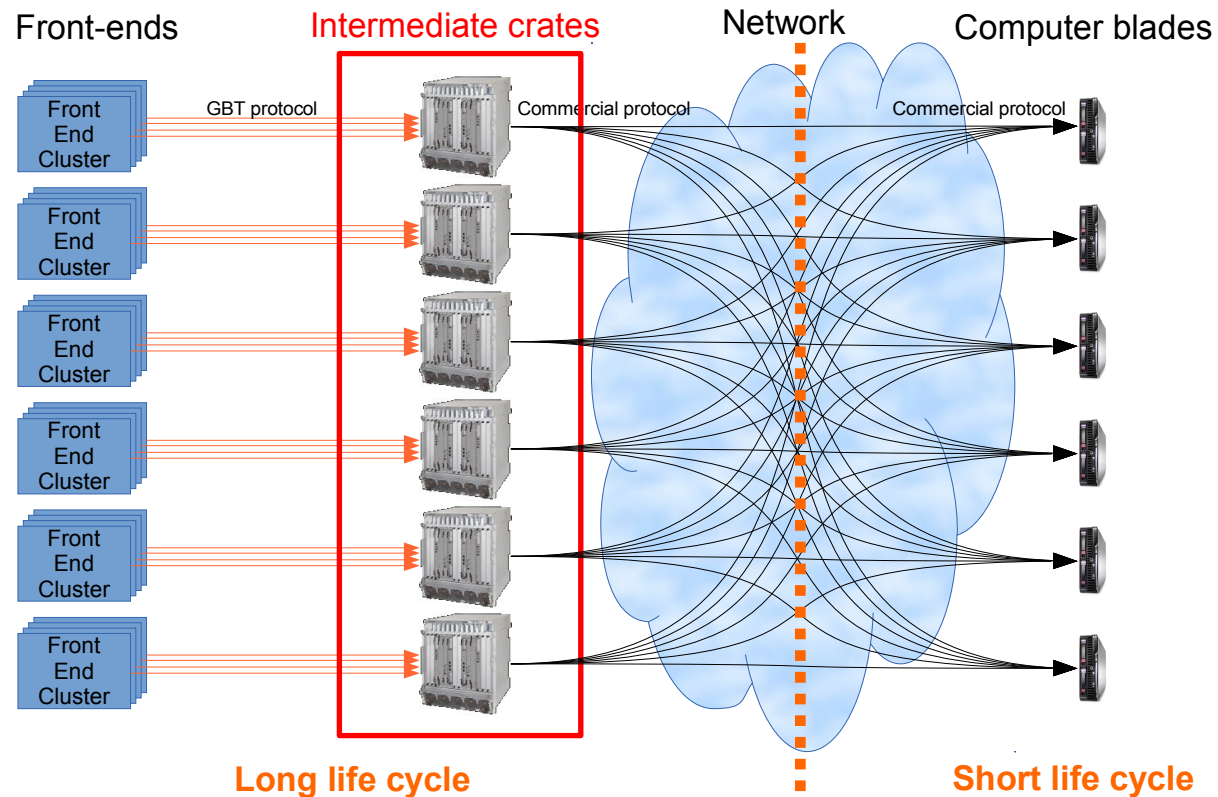 Front-ends
Intermediate crates
Network
Computer blades
GBT protocol
Commercial protocol
Commercial protocol
Front
End
Cluster
Front
End
Cluster
Front
End
Cluster
Front
End
Cluster
Front
End
Cluster
Front
End
Cluster
Long life cycle
Short life cycle